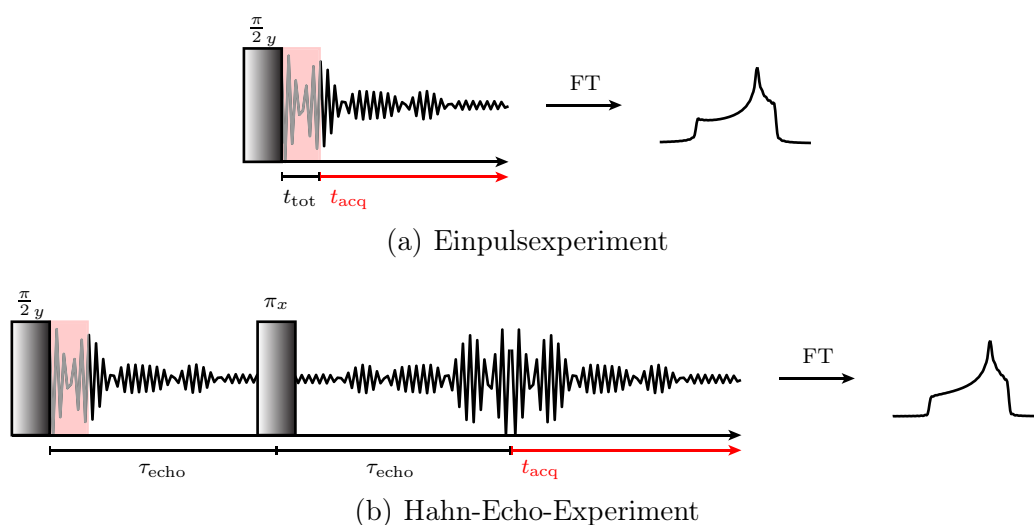 π/2 y
FT
t_tot t_acq
(a) Einpulsexperiment
π/2 y π_x
FT
τ_echo τ_echo t_acq
(b) Hahn-Echo-Experiment